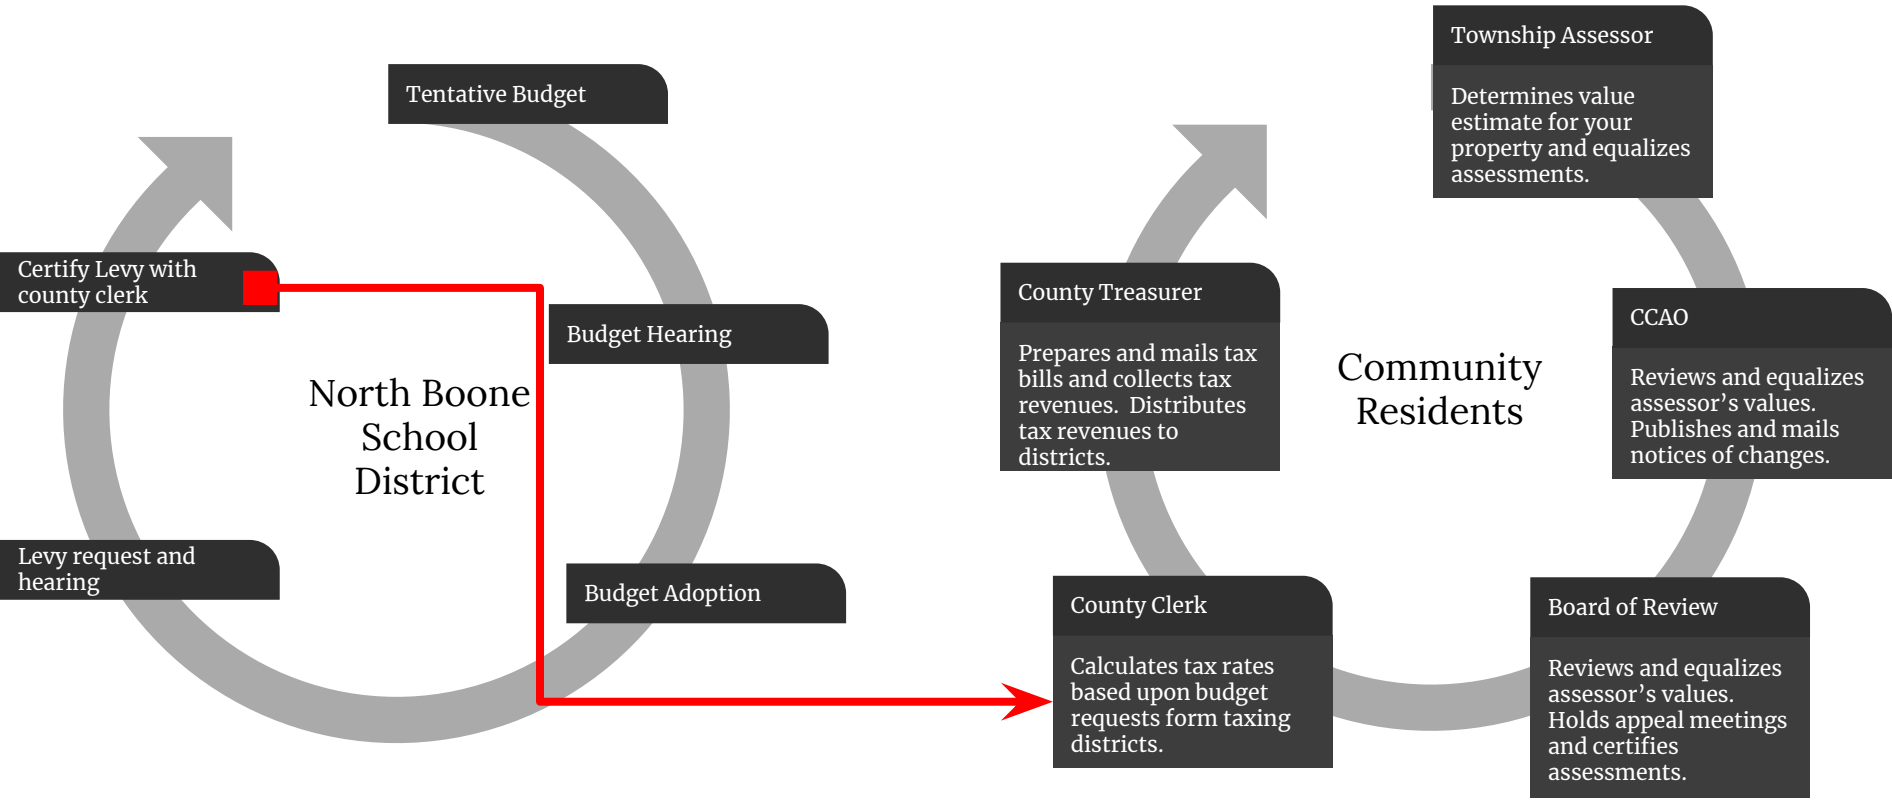 Tentative Budget
Budget Hearing
Budget Adoption
Levy request and
hearing
Certify Levy with
county clerk
North Boone
School
District
Township Assessor
Determines value
estimate for your
property and equalizes
assessments.
CCAO
Reviews and equalizes
assessor’s values.
Publishes and mails
notices of changes.
Board of Review
Reviews and equalizes
assessor’s values.
Holds appeal meetings
and certifies
assessments.
County Clerk
Calculates tax rates
based upon budget
requests form taxing
districts.
County Treasurer
Prepares and mails tax
bills and collects tax
revenues.  Distributes
tax revenues to
districts.
Community
Residents